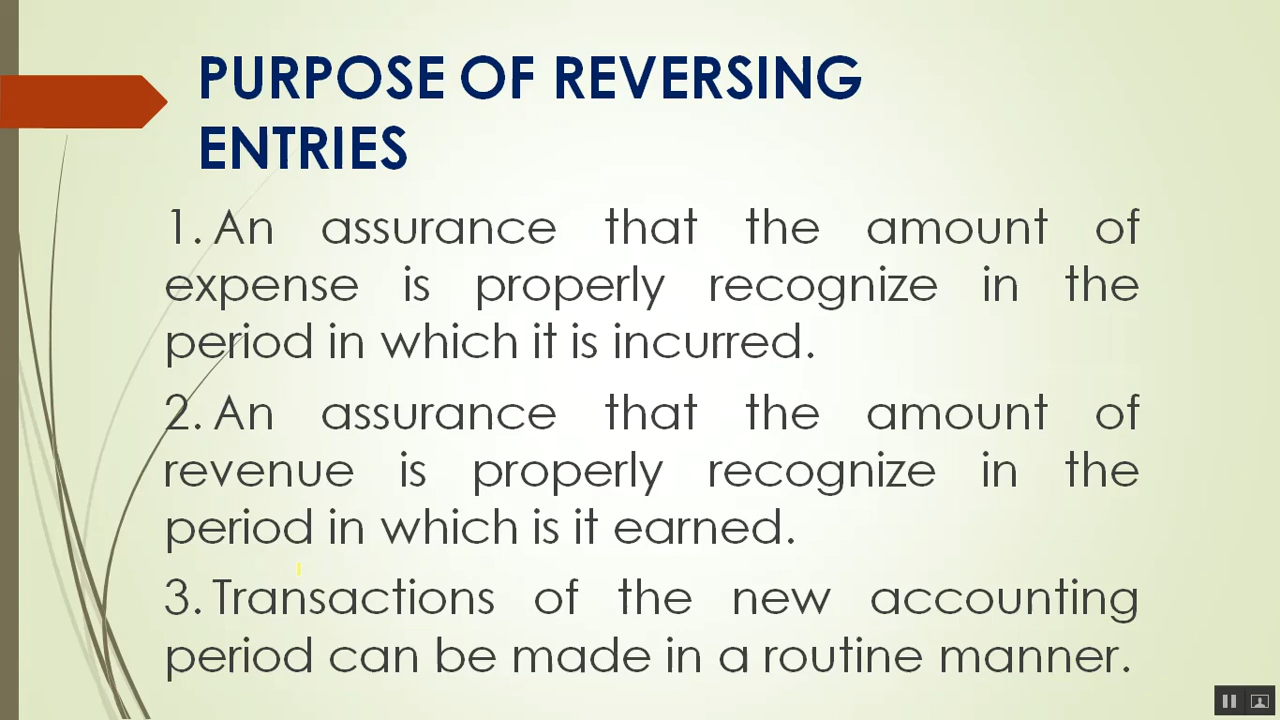 PURPOSE OF REVERSING
ENTRIES
1. An assurance that the amount of
expense is properly recognize in the
period in which it is incurred.
2. An assurance that the amount of
revenue is properly recognize in the
period in which is it earned.
3. Transactions of the new accounting
period can be made in a routine manner.